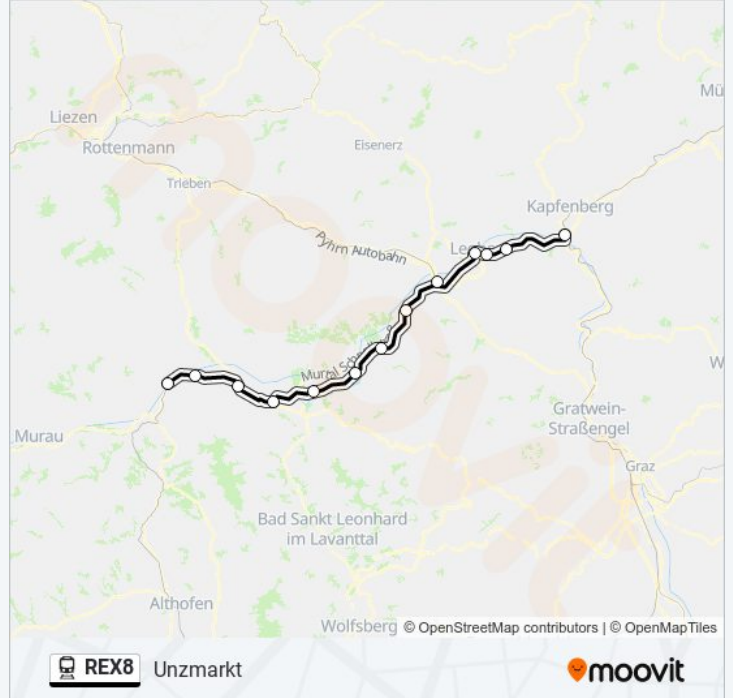 Mü
Liezen
Rottenmann
Eisenerz
Trieben
Kapfenberg
Pyhrn Autobahn
Murau
Gratwein-
Straßengel
Graz
Bad Sankt Leonhard
im Lavanttal
Althofen
Wolfsberg
© OpenStreetMap contributors | © OpenMapTiles
REX8 Unzmarkt
moovit